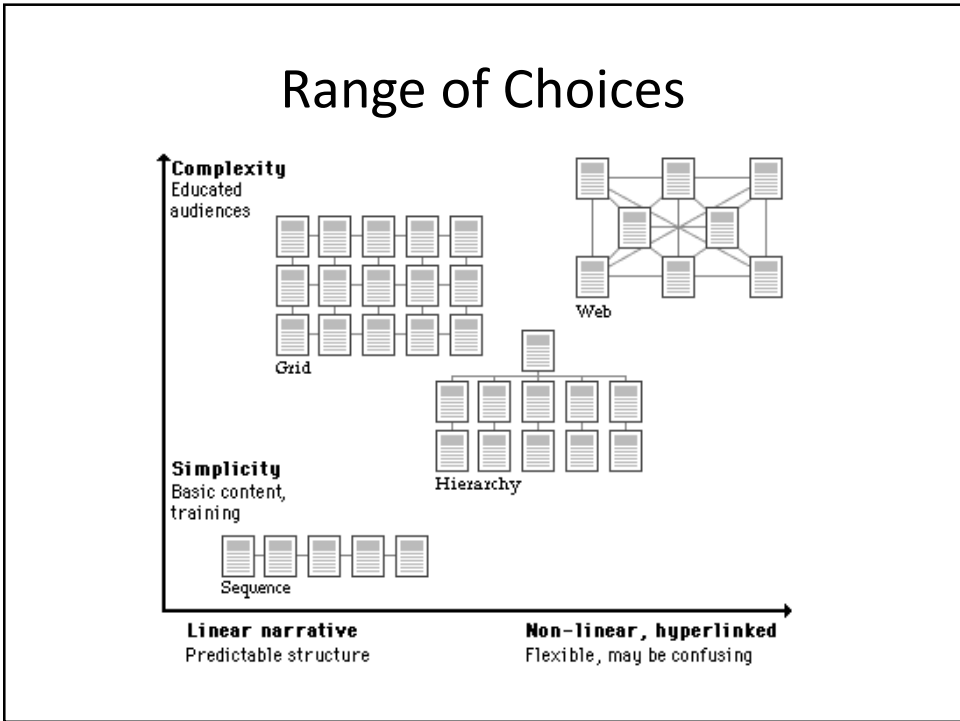 Range of Choices
Complexity
Educated
audiences
Web
Grid
Simplicity
Basic content,
training
Hierarchy
Sequence
Linear narrative
Predictable structure
Non-linear, hyperlinked
Flexible, may be confusing